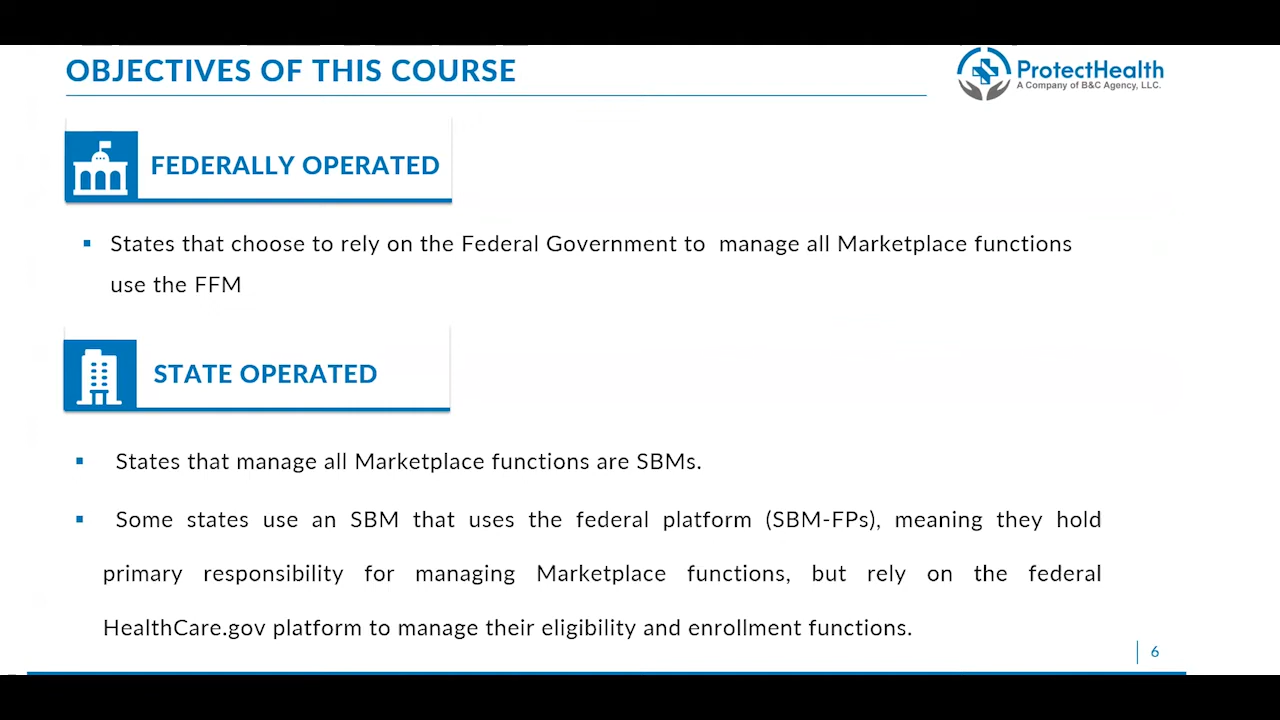 OBJECTIVES OF THIS COURSE
ProtectHealth
A Company of B&C Agency, LLC.
FEDERALLY OPERATED
▪ States that choose to rely on the Federal Government to manage all Marketplace functions
use the FFM
STATE OPERATED
▪ States that manage all Marketplace functions are SBMs.
▪ Some states use an SBM that uses the federal platform (SBM-FPs), meaning they hold
primary responsibility for managing Marketplace functions, but rely on the federal
HealthCare.gov platform to manage their eligibility and enrollment functions.
6